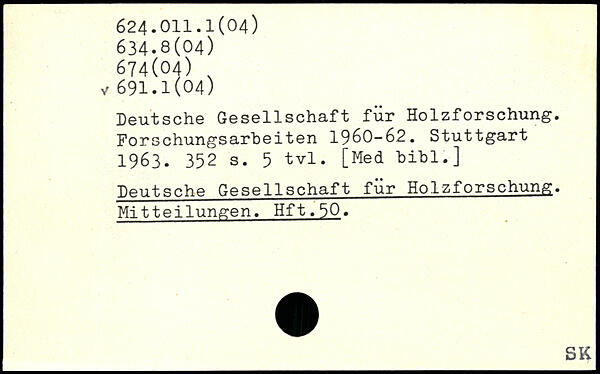 624.011.1(04)
634.8(04)
674(04)
v 691.1(04)
Deutsche Gesellschaft für Holzforschung.
Forschungsarbeiten 1960-62. Stuttgart
1963. 352 s. 5 tvl. [Med bibl.]
Deutsche Gesellschaft für Holzforschung.
Mitteilungen. Hft.50.
SK